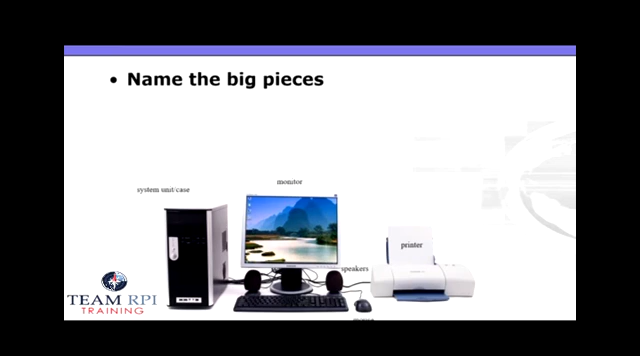 • Name the big pieces
monitor
system unit/case
printer
speakers
TEAM RPI
TRAINING